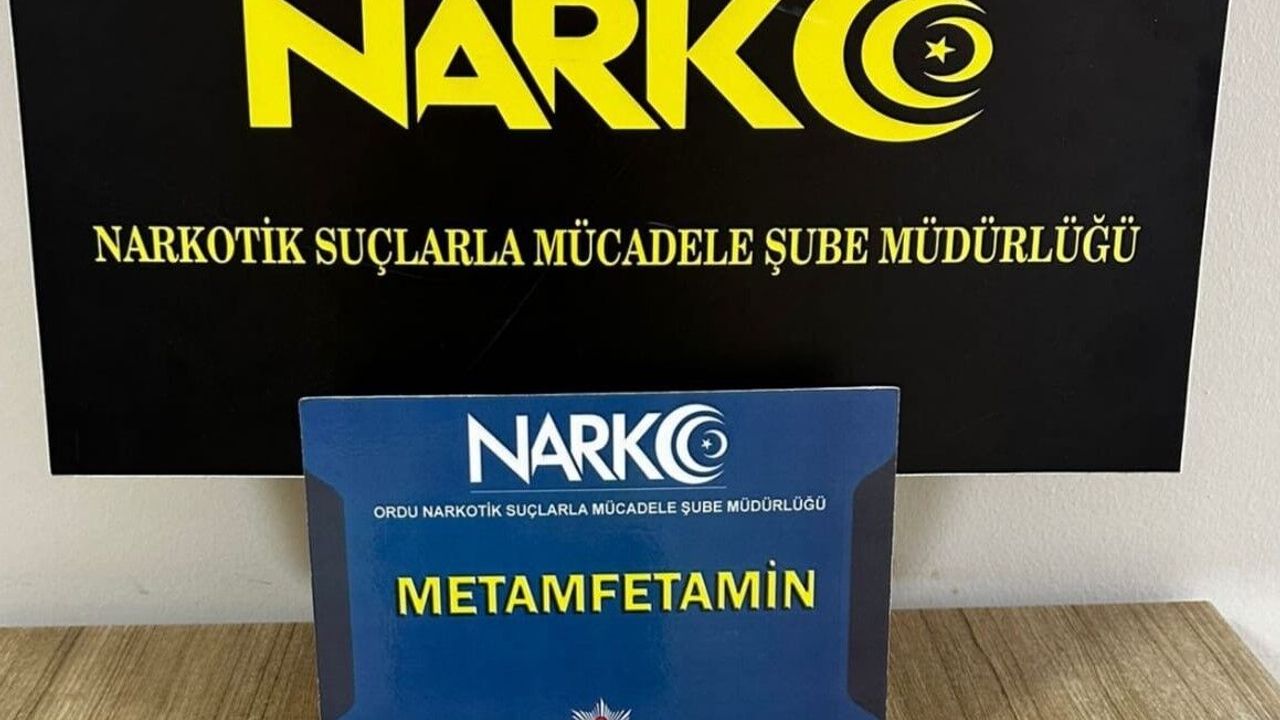 NARKO
NARKOTİK SUÇLARLA MÜCADELE ŞUBE MÜDÜRLÜĞÜ
NARKO
ORDU NARKOTİK SUÇLARLA MÜCADELE ŞUBE MÜDÜRLÜĞÜ
METAMFETAMİN